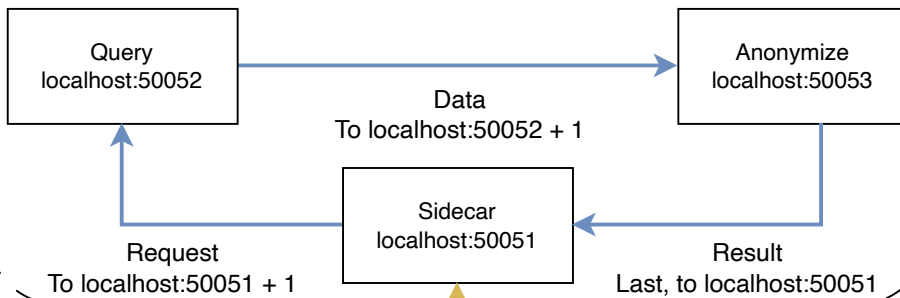 Query
localhost:50052
Anonymize
localhost:50053
Data
To localhost:50052 + 1
Sidecar
localhost:50051
Request
To localhost:50051 + 1
Result
Last, to localhost:50051